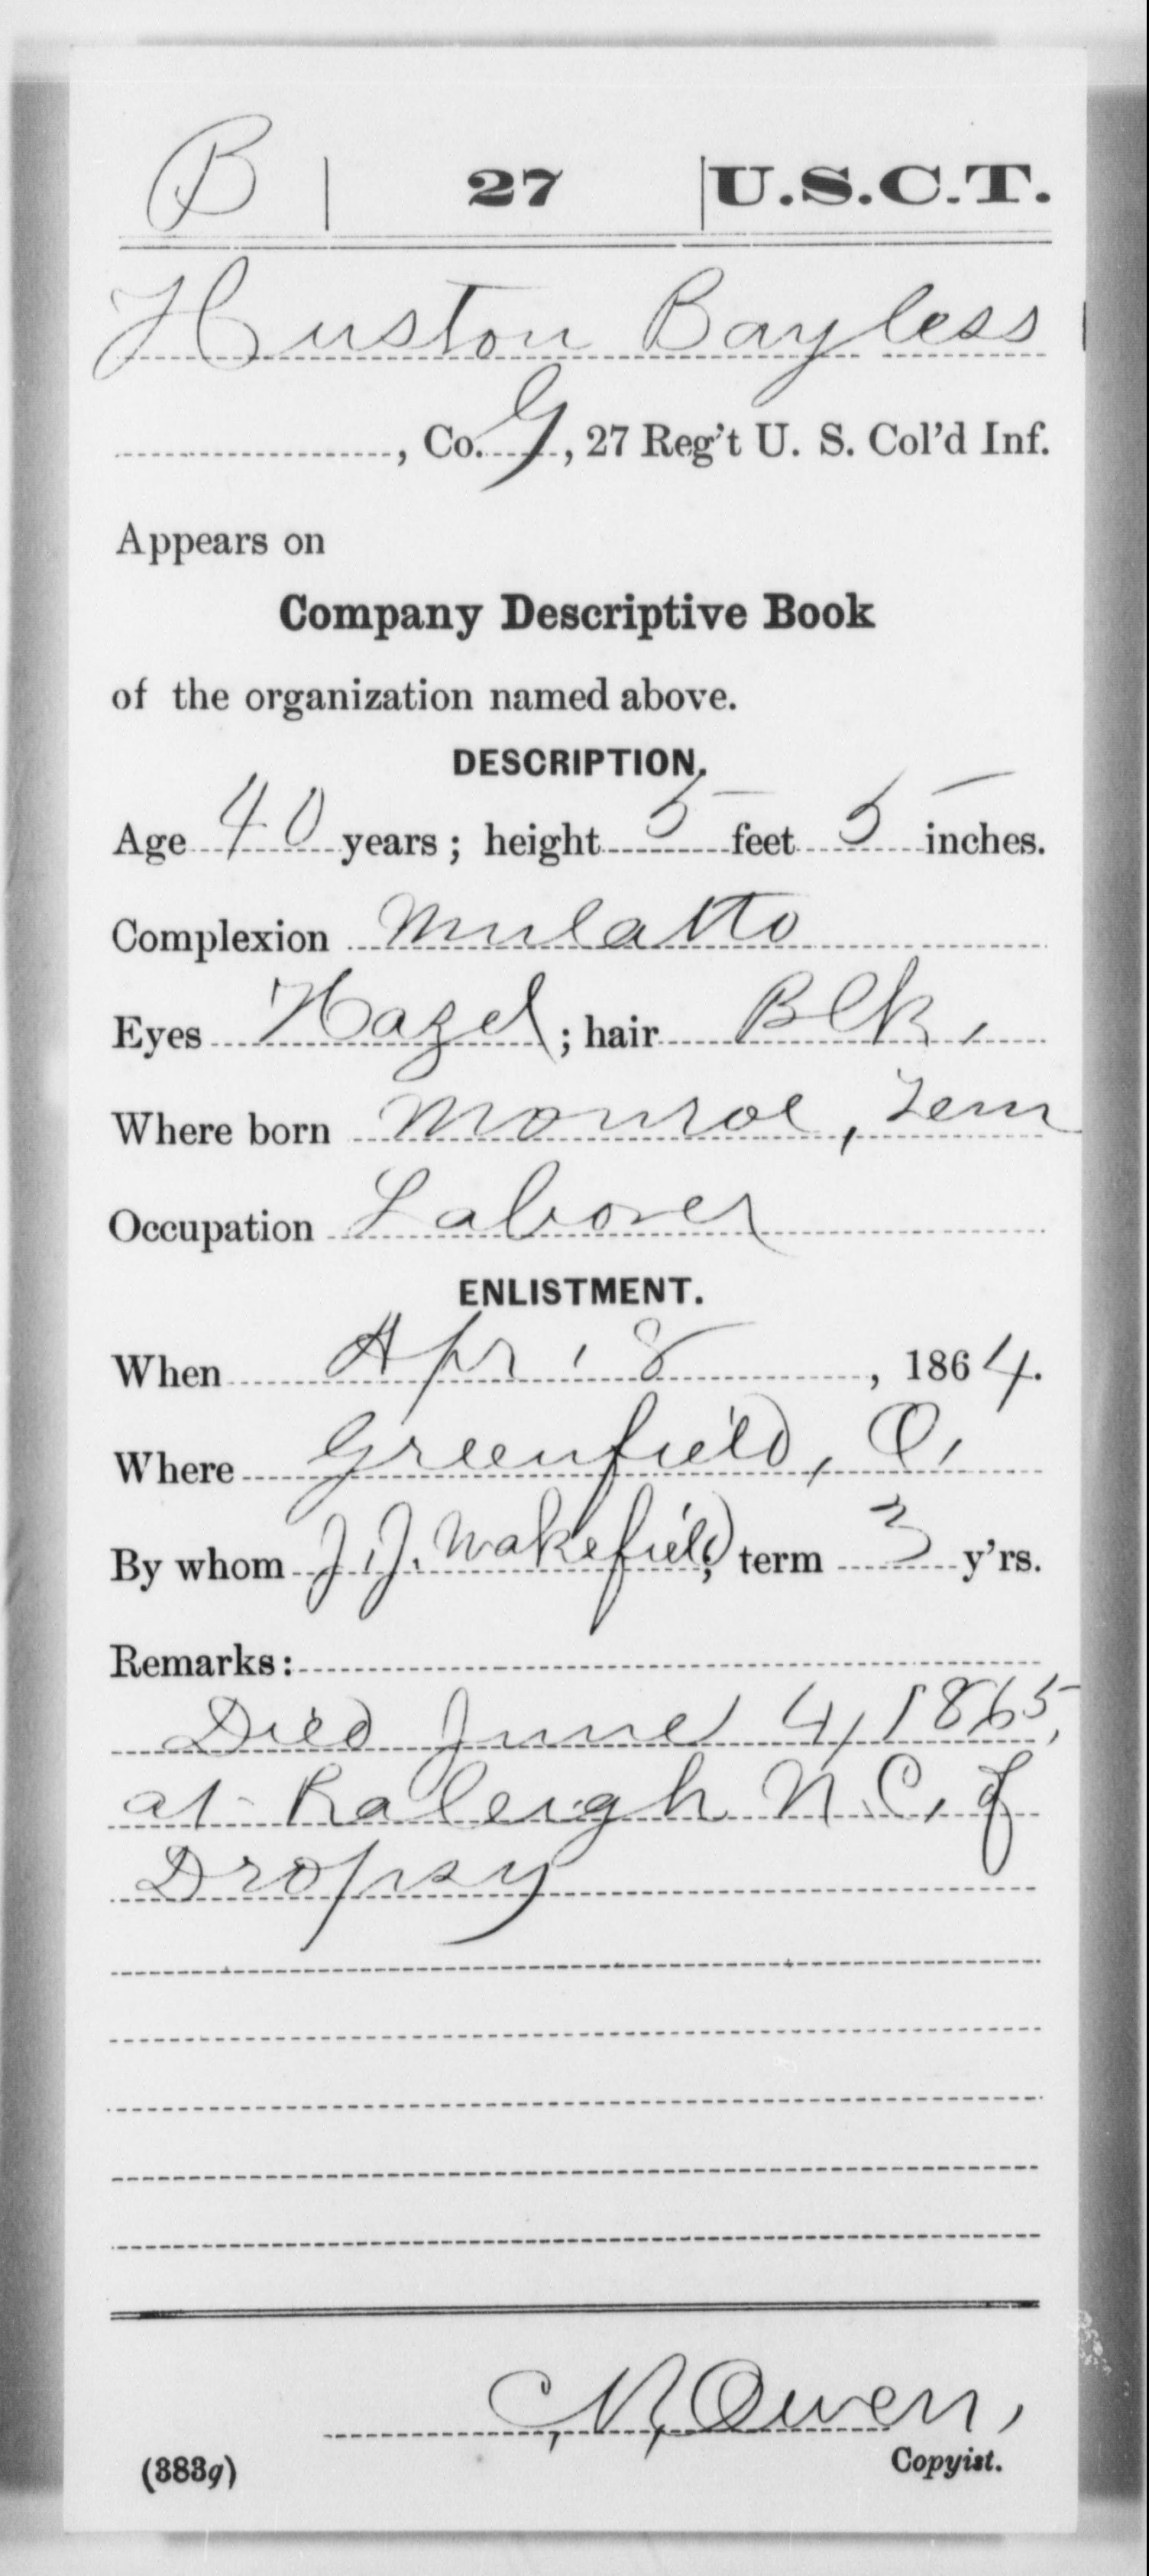 B | 27 | U.S.C.T.
Huston Bayless
, Co. G, 27 Reg't U. S. Col'd Inf.
Appears on
Company Descriptive Book
of the organization named above.
DESCRIPTION.
Age 40 years; height 5 feet 5 inches.
Complexion Mulatto
Eyes Hazel; hair Blk,
Where born Monroe, Tenn
Occupation Laborer
ENLISTMENT.
When Apr. 8, 1864.
Where Greenfield, O.
By whom J. J. Wakefield; term 3 y'rs.
Remarks:
Died June 4, 1865,
at Raleigh N.C. of
Dropsy
Owen,
Copyist.
(383g)